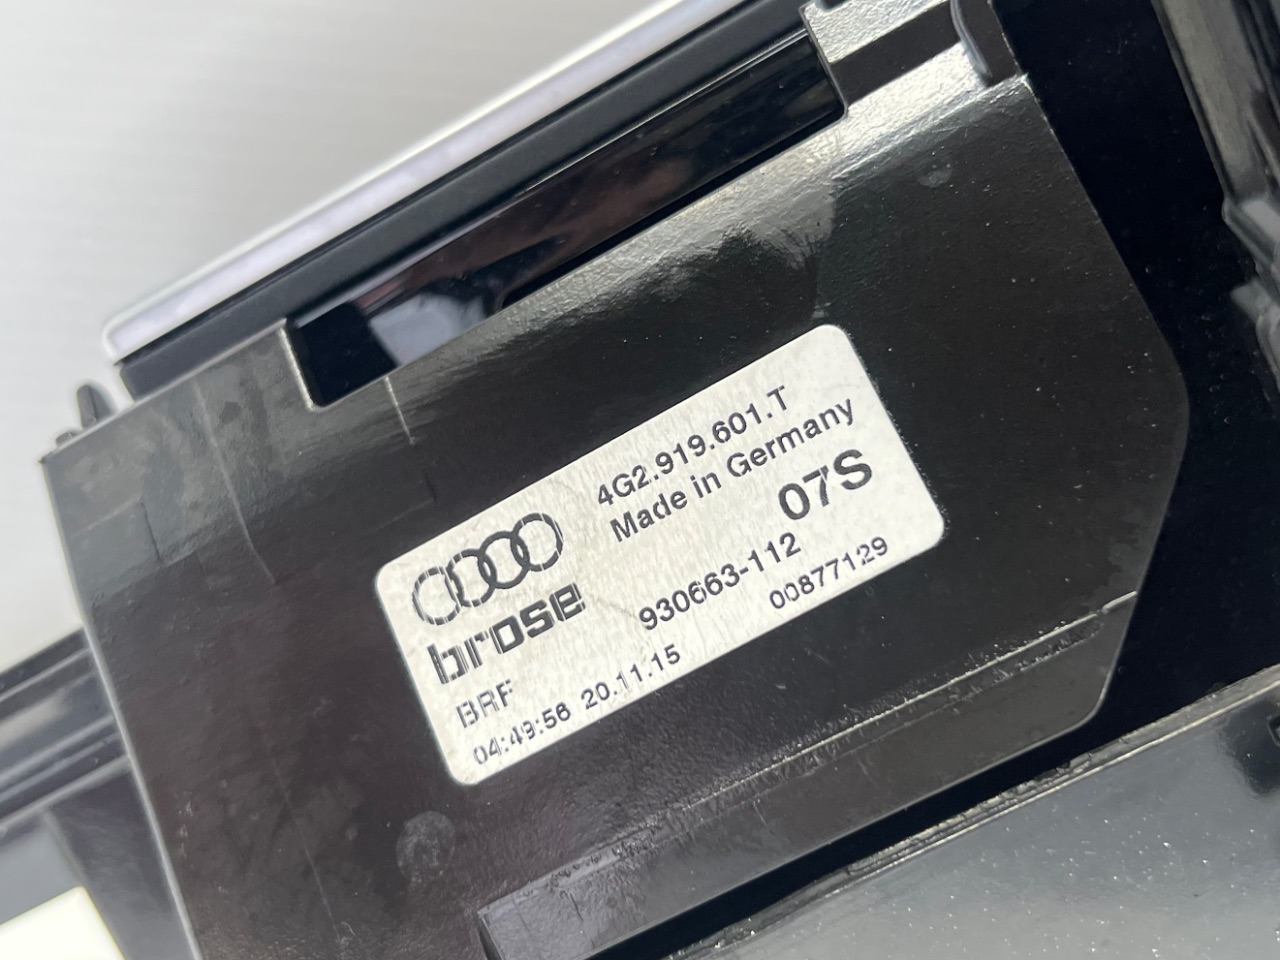 4G2.919.601.T
Made in Germany
07S
brose
930663-112
BRF
00877129
04:49:56 20.11.15